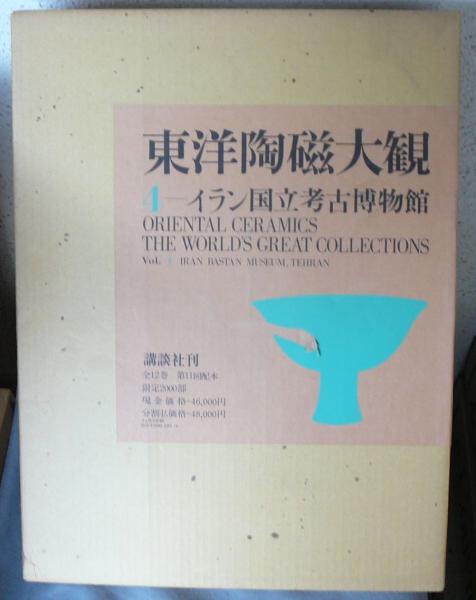 東洋陶磁大観
4―イラン国立考古博物館
ORIENTAL CERAMICS
THE WORLD'S GREAT COLLECTIONS
Vol. 4 IRAN BASTAN MUSEUM, TEHRAN
講談社刊
全12巻 第11回配本
限定2000部
現金価格~46,000円
分割払価格~48,000円